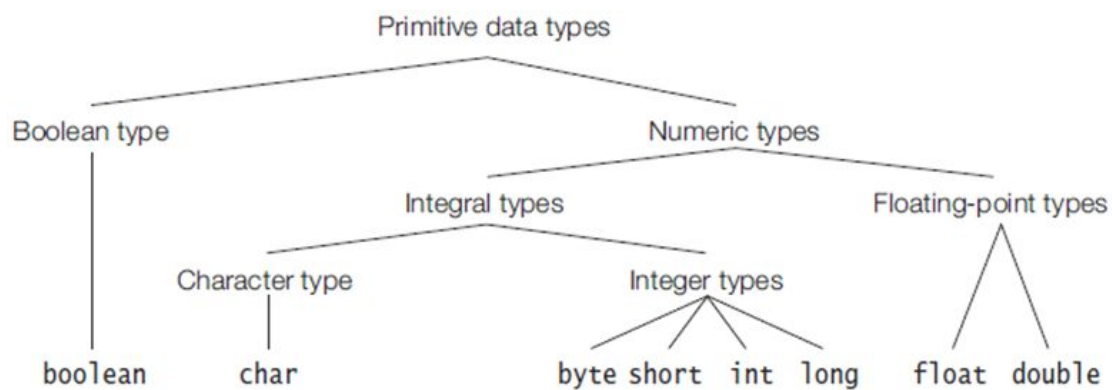 Primitive data types
Boolean type Numeric types
Integral types Floating-point types
Character type Integer types
boolean char byte short int long float double